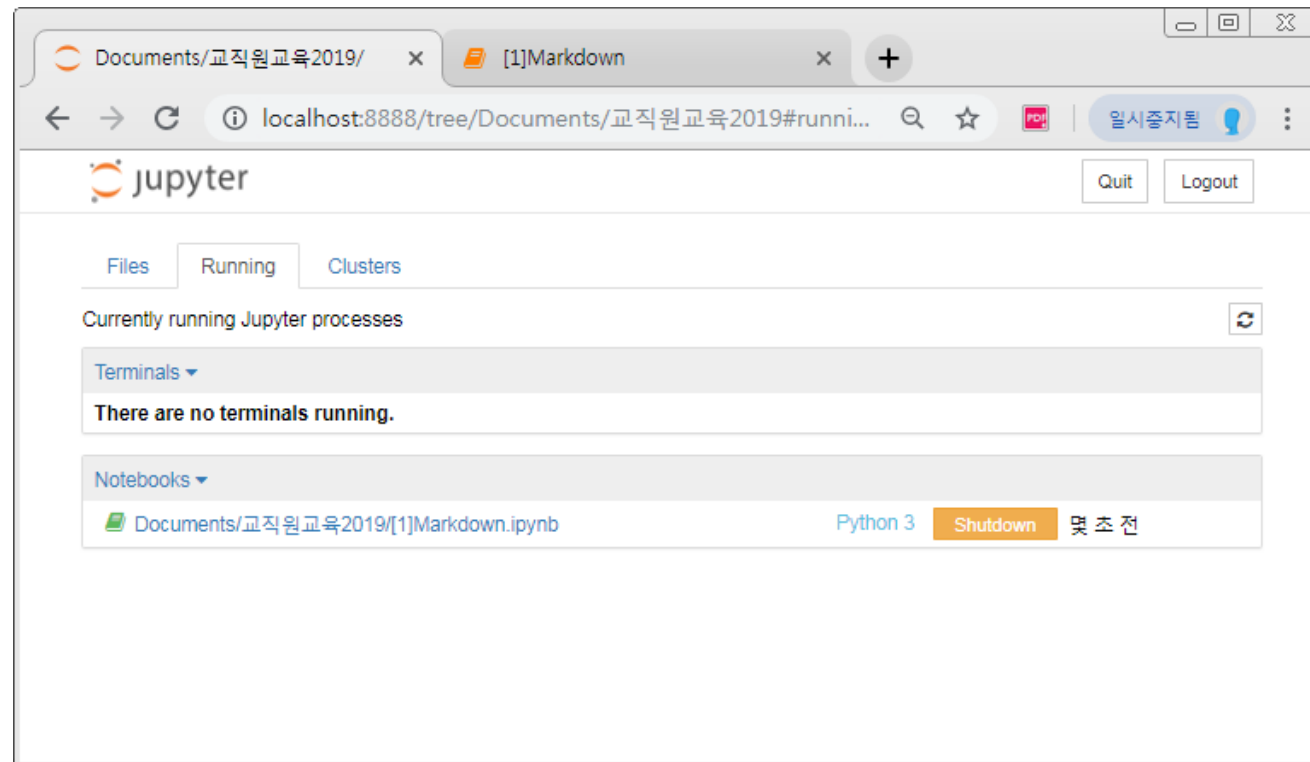 Documents/교직원교육2019/ [1]Markdown
localhost:8888/tree/Documents/교직원교육2019#runni... PDF 일시중지됨
jupyter Quit Logout
Files Running Clusters
Currently running Jupyter processes
Terminals
There are no terminals running.
Notebooks
Documents/교직원교육2019/[1]Markdown.ipynb Python 3 Shutdown 몇 초 전